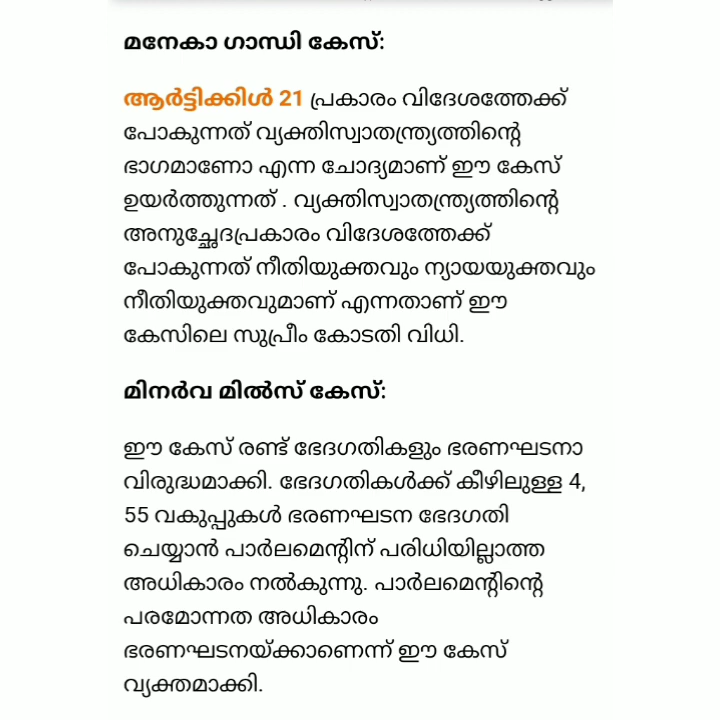 മനേകാ ഗാന്ധി കേസ്:
ആർട്ടിക്കിൾ 21 പ്രകാരം വിദേശത്തേക്ക്
പോകുന്നത് വ്യക്തിസ്വാതന്ത്ര്യത്തിന്റെ
ഭാഗമാണോ എന്ന ചോദ്യമാണ് ഈ കേസ്
ഉയർത്തുന്നത് . വ്യക്തിസ്വാതന്ത്ര്യത്തിന്റെ
അനുച്ഛേദപ്രകാരം വിദേശത്തേക്ക്
പോകുന്നത് നീതിയുക്തവും ന്യായയുക്തവും
നീതിയുക്തവുമാണ് എന്നതാണ് ഈ
കേസിലെ സുപ്രീം കോടതി വിധി.
മിനർവ മിൽസ് കേസ്:
ഈ കേസ് രണ്ട് ഭേദഗതികളും ഭരണഘടനാ
വിരുദ്ധമാക്കി. ഭേദഗതികൾക്ക് കീഴിലുള്ള 4,
55 വകുപ്പുകൾ ഭരണഘടന ഭേദഗതി
ചെയ്യാൻ പാർലമെന്റിന് പരിധിയില്ലാത്ത
അധികാരം നൽകുന്നു. പാർലമെന്റിന്റെ
പരമോന്നത അധികാരം
ഭരണഘടനയ്ക്കാണെന്ന് ഈ കേസ്
വ്യക്തമാക്കി.